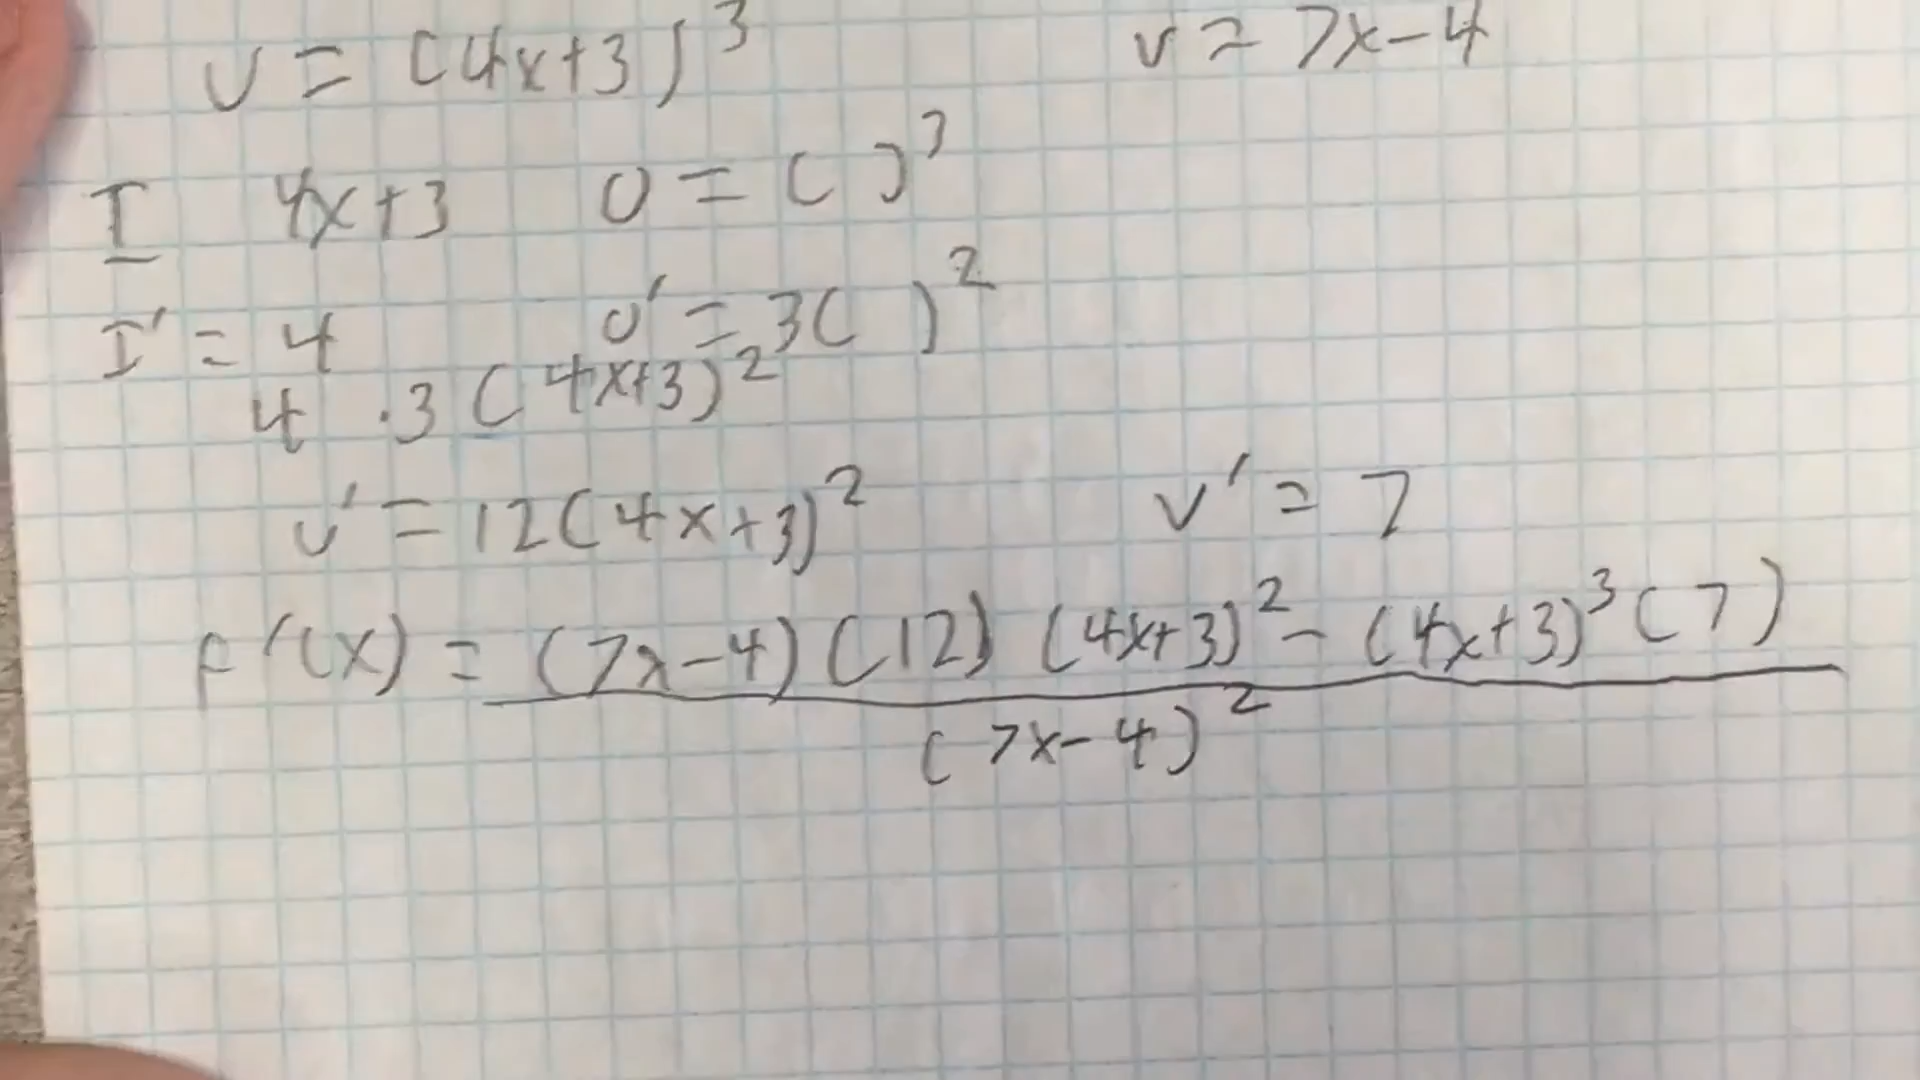 U = (4x+3)³ v = 7x-4
I 4x+3 O = ( )³
I' = 4 O' = 3( )²
4 · 3(4x+3)²
u' = 12(4x+3)² v' = 7
F'(x) = (7x-4)(12)(4x+3)² - (4x+3)³(7)
(7x-4)²